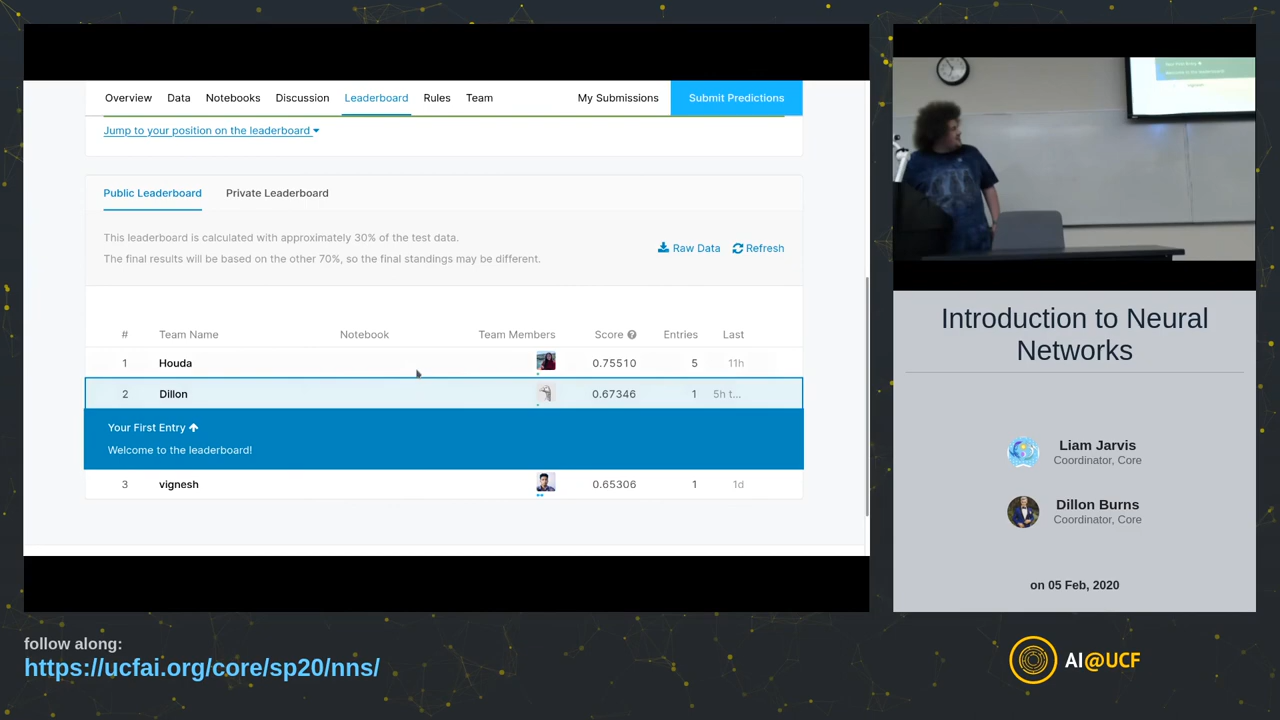 Overview Data Notebooks Discussion Leaderboard Rules Team My Submissions Submit Predictions
Jump to your position on the leaderboard
Public Leaderboard Private Leaderboard
This leaderboard is calculated with approximately 30% of the test data.
The final results will be based on the other 70%, so the final standings may be different.
Raw Data Refresh
# Team Name Notebook Team Members Score Entries Last
1 Houda 0.75510 5 11h
2 Dillon 0.67346 1 5h t...
Your First Entry
Welcome to the leaderboard!
3 vignesh 0.65306 1 1d
Introduction to Neural
Networks
Liam Jarvis
Coordinator, Core
Dillon Burns
Coordinator, Core
on 05 Feb, 2020
follow along:
https://ucfai.org/core/sp20/nns/
AI@UCF